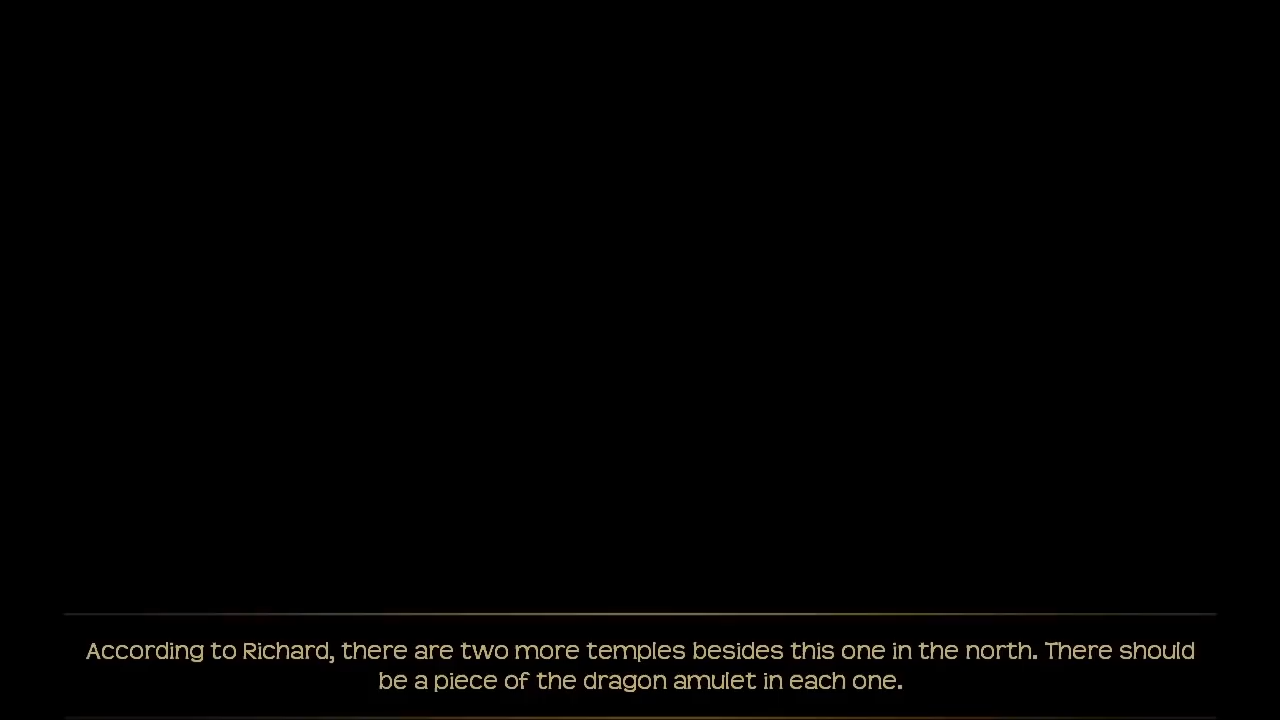 According to Richard, there are two more temples besides this one in the north. There should
be a piece of the dragon amulet in each one.